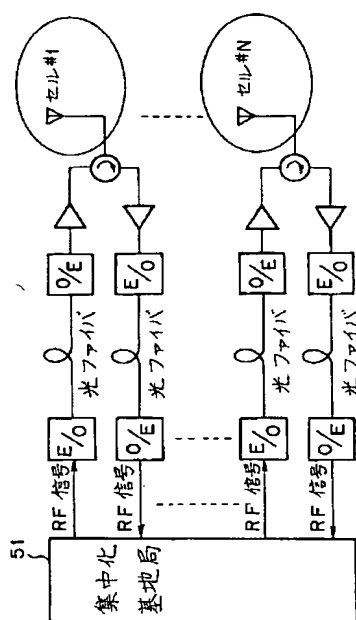 51
集中化
基地局
RF信号
E/O
光ファイバ
O/E
セル#1
RF信号
O/E
光ファイバ
E/O
RF信号
E/O
光ファイバ
O/E
セル#N
RF信号
O/E
光ファイバ
E/O